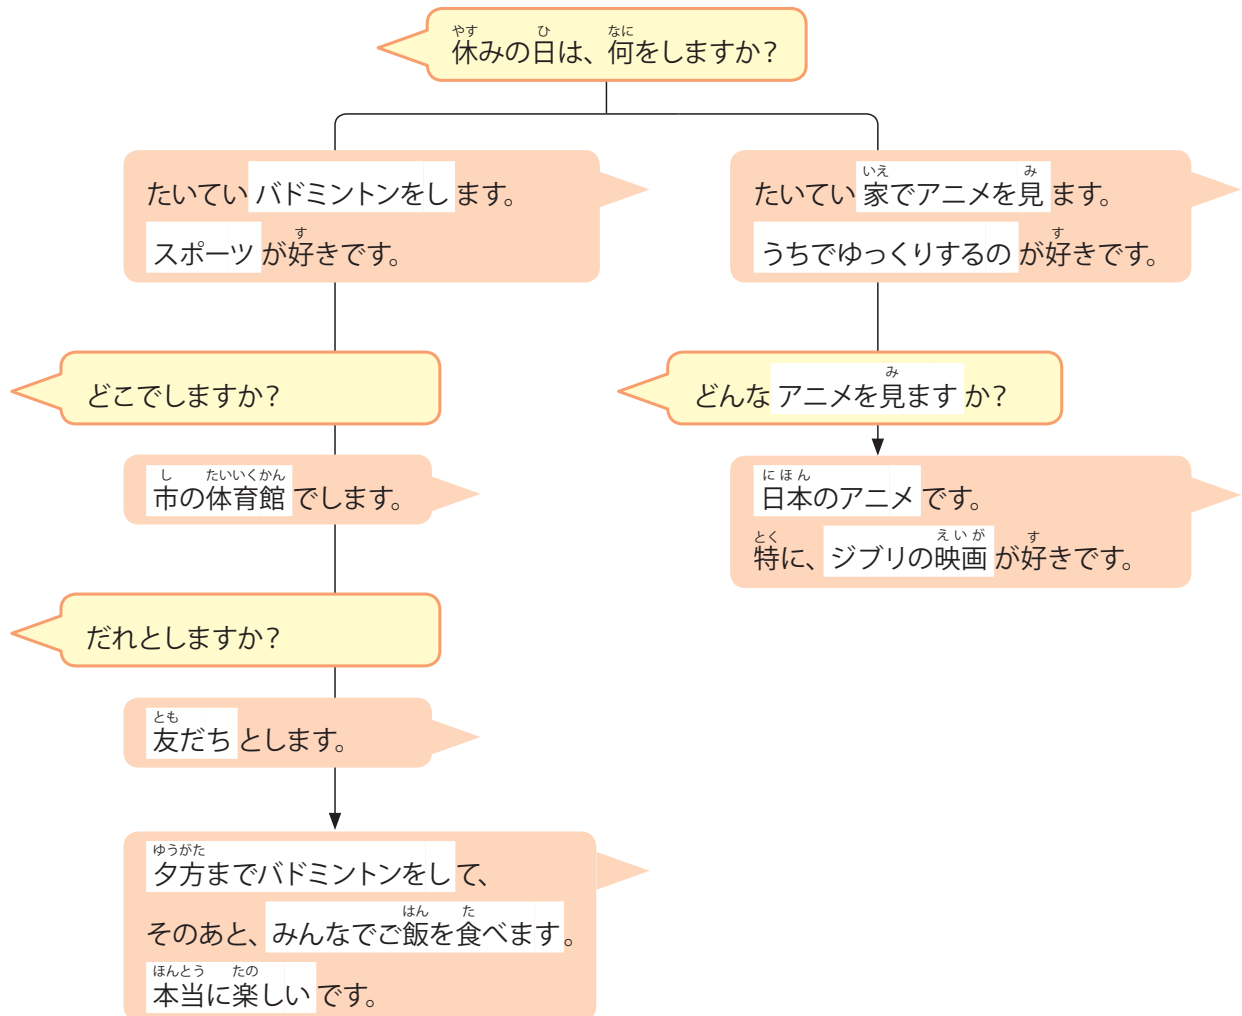 休みの日は、何をしますか？
たいていバドミントンをします。
スポーツが好きです。
どこでしますか？
市の体育館でします。
だれとしますか？
友だちとします。
夕方までバドミントンをして、
そのあと、みんなでご飯を食べます。
本当に楽しいです。
たいてい家でアニメを見ます。
うちでゆっくりするのが好きです。
どんなアニメを見ますか？
日本のアニメです。
特に、ジブリの映画が好きです。